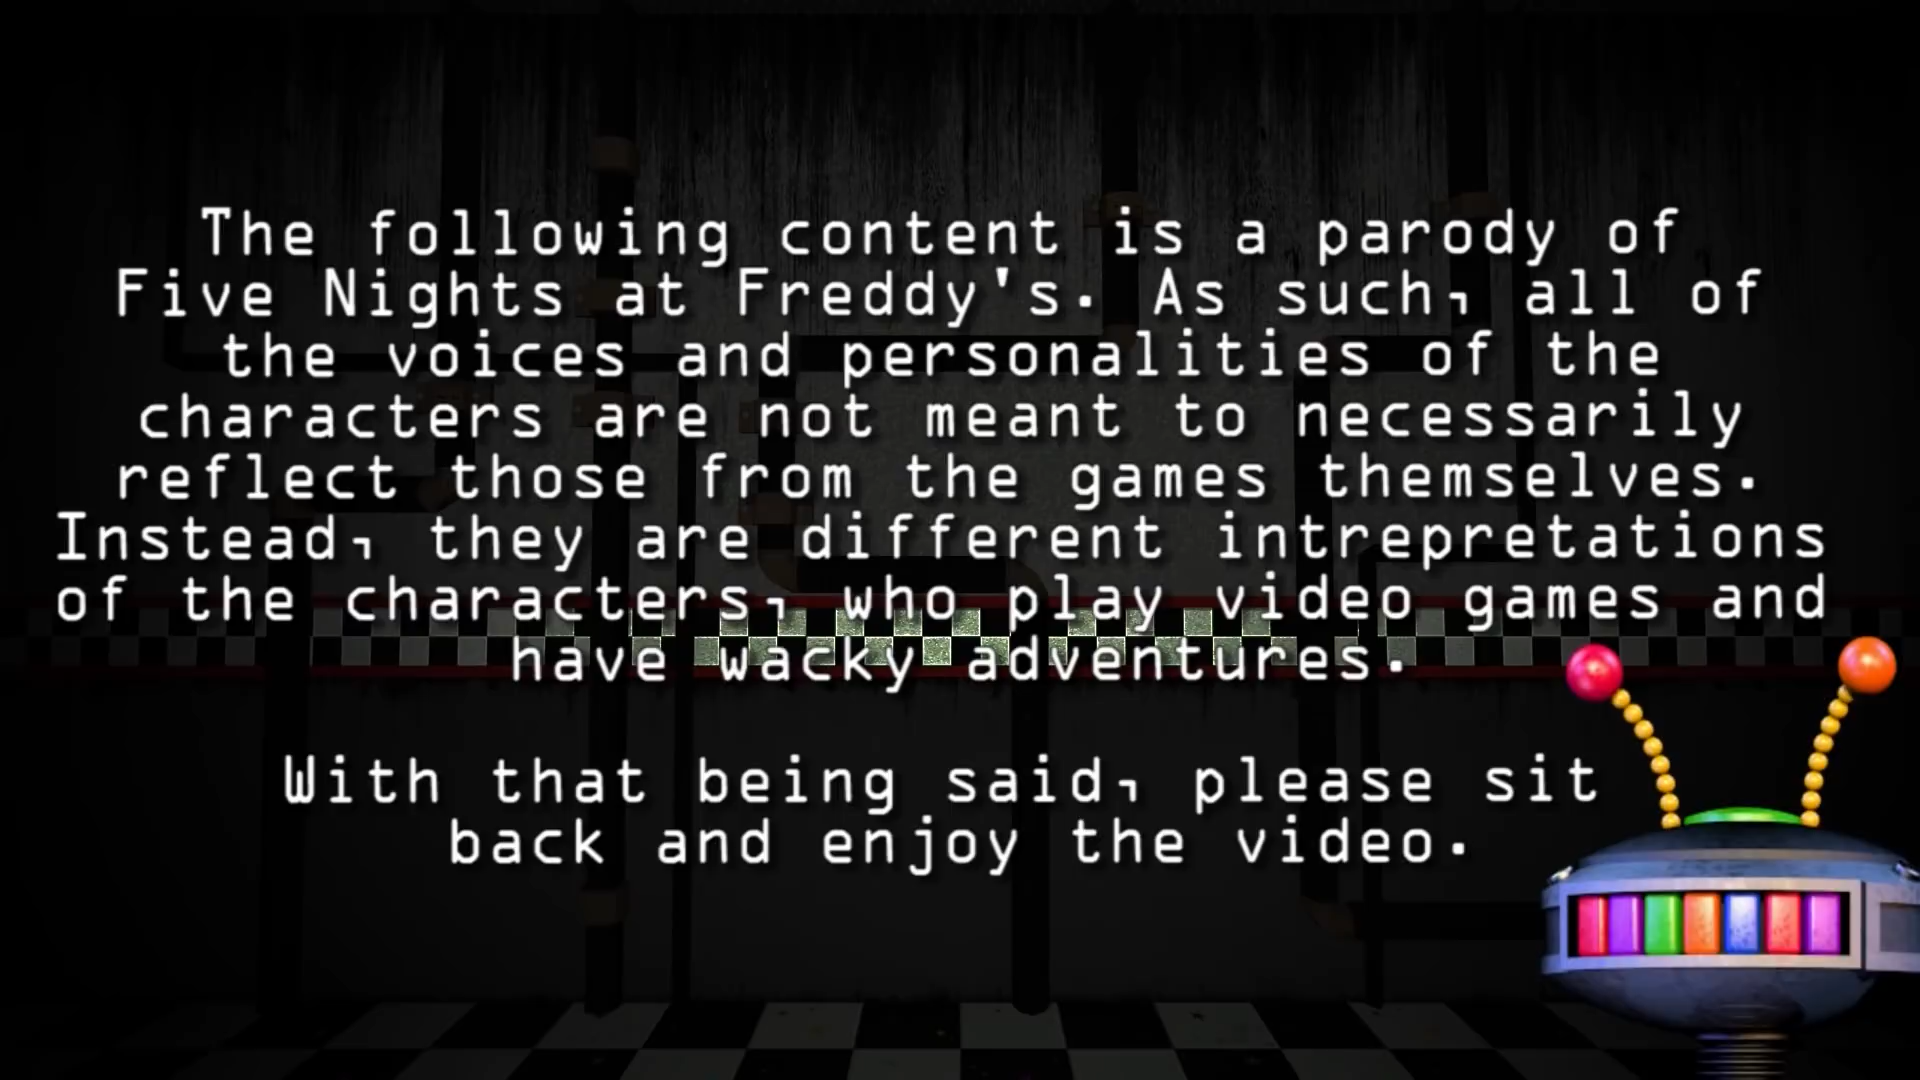 The following content is a parody of
Five Nights at Freddy's. As such, all of
the voices and personalities of the
characters are not meant to necessarily
reflect those from the games themselves.
Instead, they are different intrepretations
of the characters, who play video games and
have wacky adventures.
With that being said, please sit
back and enjoy the video.